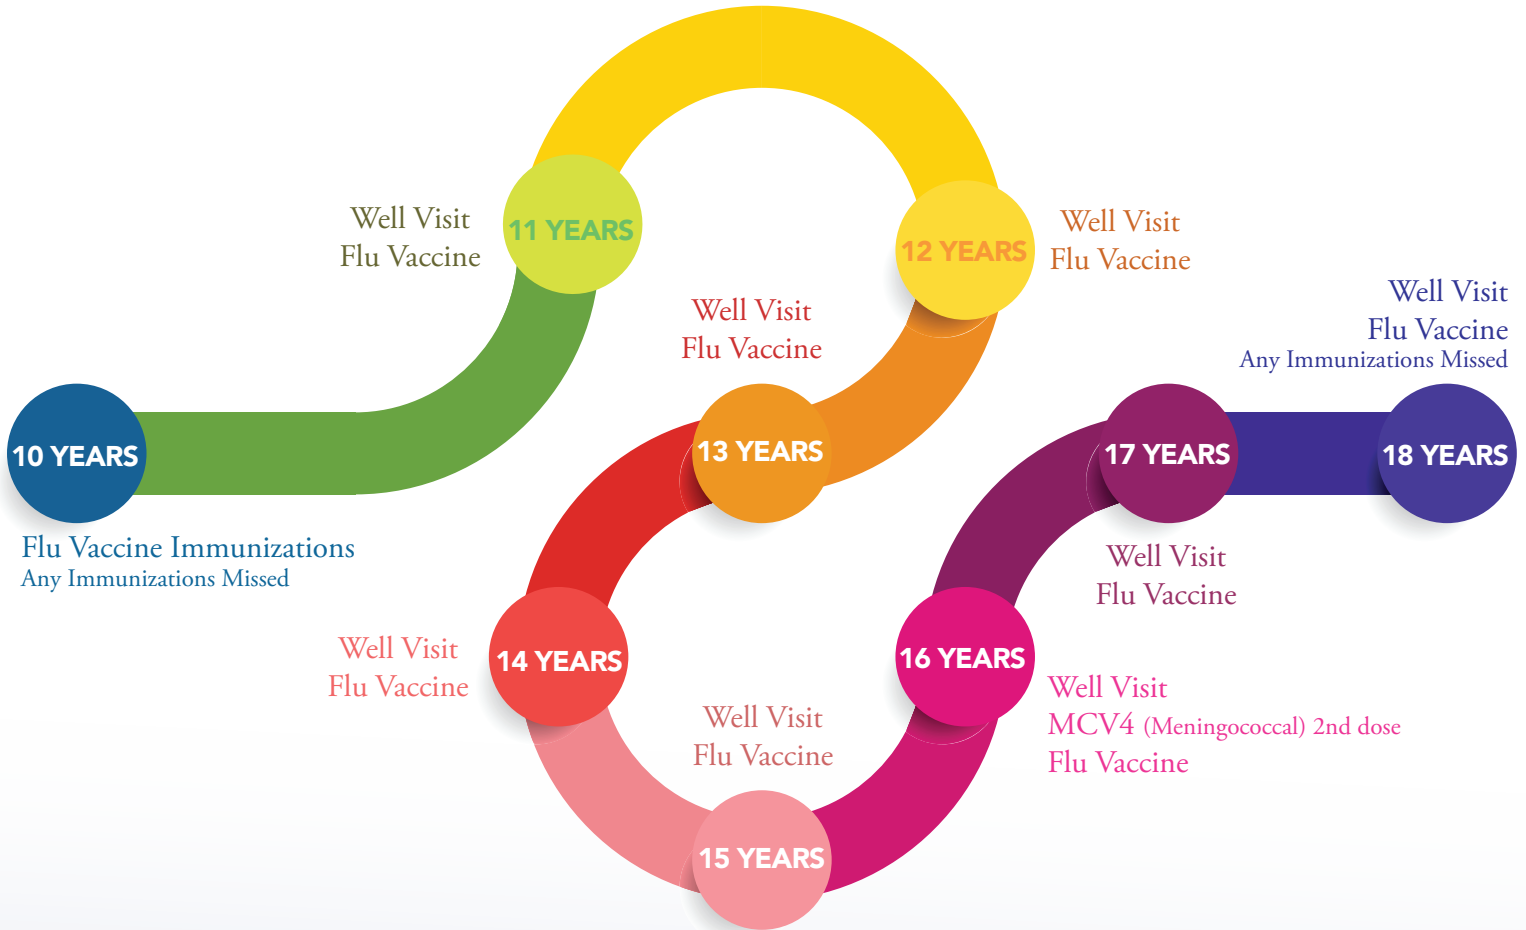 10 YEARS
Flu Vaccine Immunizations
Any Immunizations Missed
11 YEARS
Well Visit
Flu Vaccine
12 YEARS
Well Visit
Flu Vaccine
13 YEARS
Well Visit
Flu Vaccine
14 YEARS
Well Visit
Flu Vaccine
15 YEARS
Well Visit
Flu Vaccine
16 YEARS
Well Visit
MCV4 (Meningococcal) 2nd dose
Flu Vaccine
17 YEARS
Well Visit
Flu Vaccine
18 YEARS
Well Visit
Flu Vaccine
Any Immunizations Missed